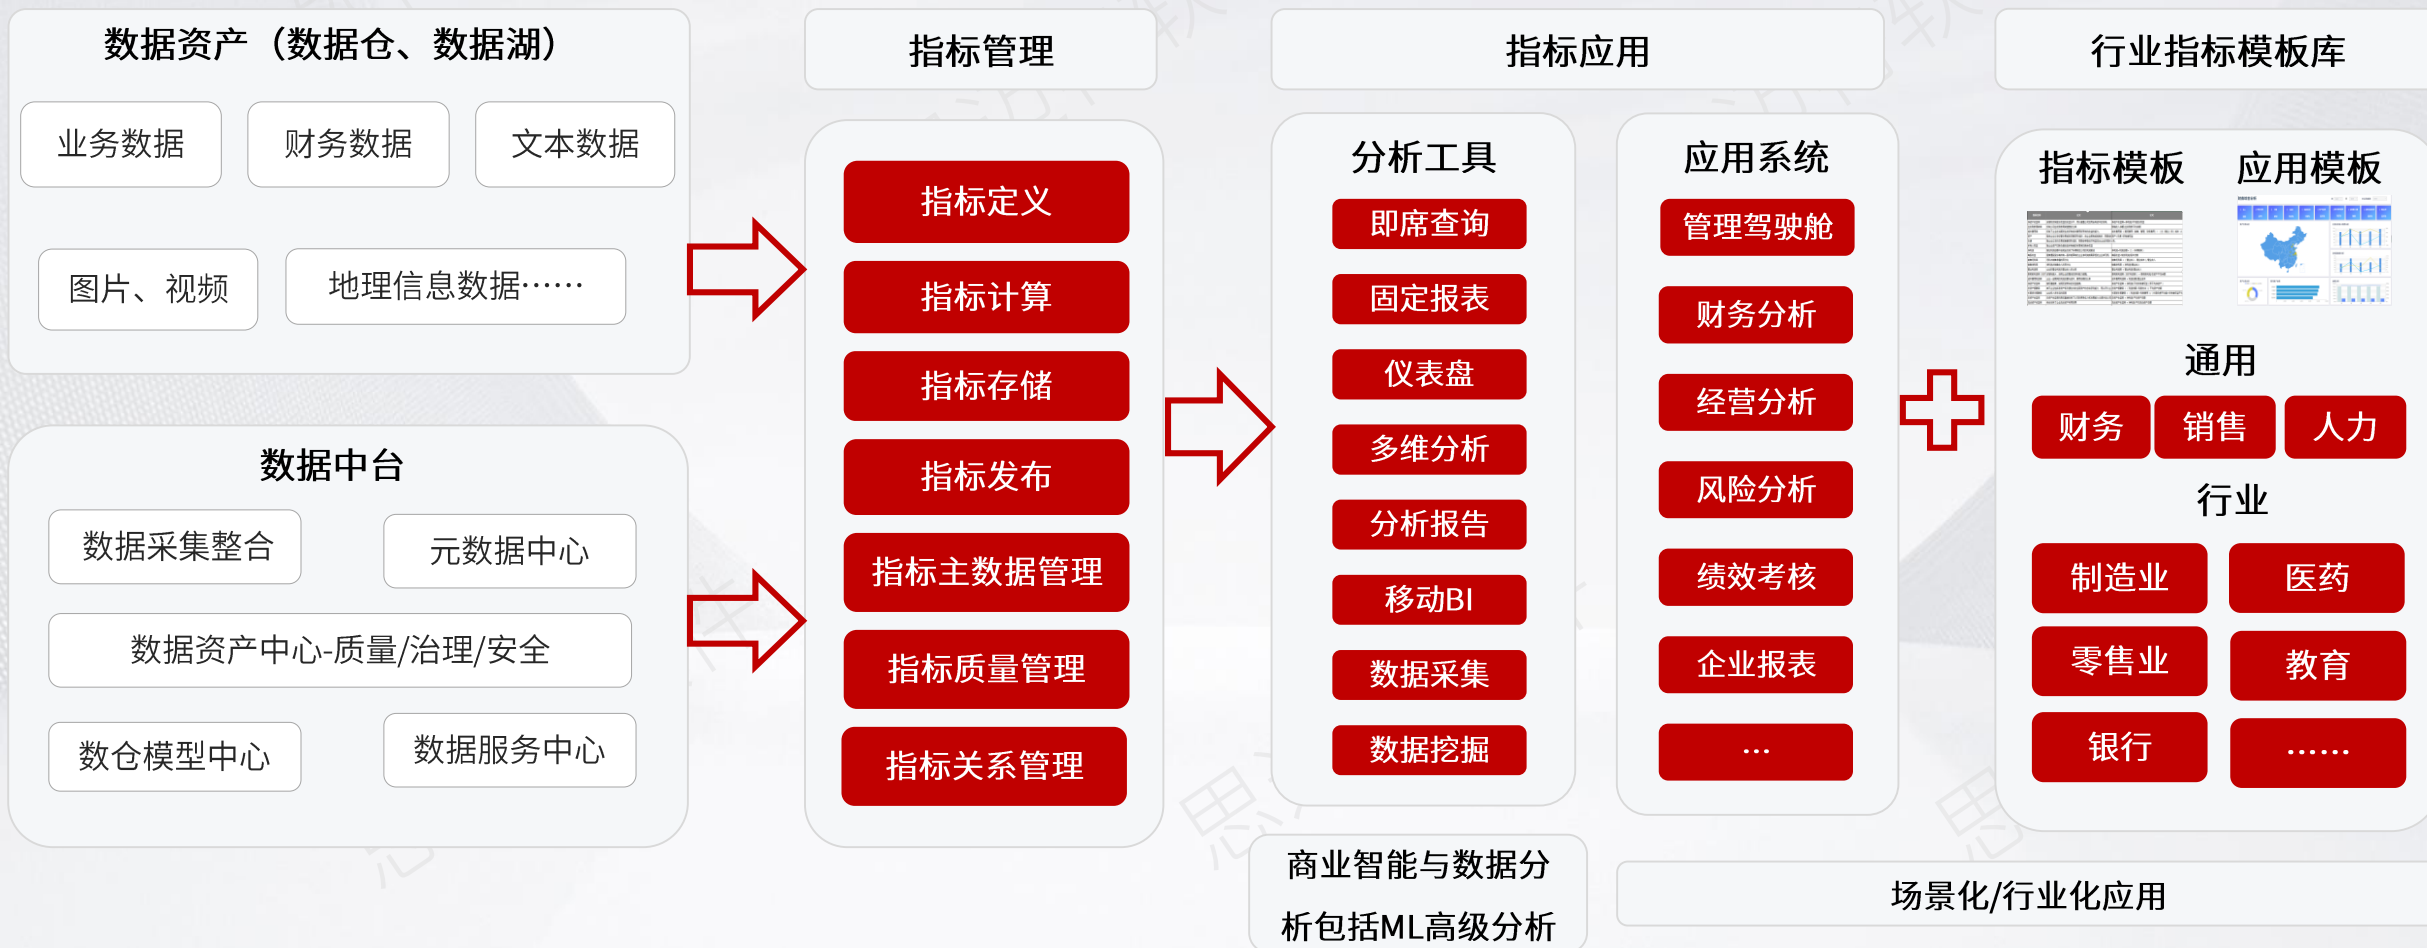 数据资产（数据仓、数据湖）
业务数据
财务数据
文本数据
图片、视频
地理信息数据……
数据中台
数据采集整合
元数据中心
数据资产中心-质量/治理/安全
数仓模型中心
数据服务中心
指标管理
指标定义
指标计算
指标存储
指标发布
指标主数据管理
指标质量管理
指标关系管理
指标应用
分析工具
即席查询
固定报表
仪表盘
多维分析
分析报告
移动BI
数据采集
数据挖掘
应用系统
管理驾驶舱
财务分析
经营分析
风险分析
绩效考核
企业报表
...
商业智能与数据分
析包括ML高级分析
行业指标模板库
指标模板
应用模板
通用
财务
销售
人力
行业
制造业
医药
零售业
教育
银行
……
场景化/行业化应用